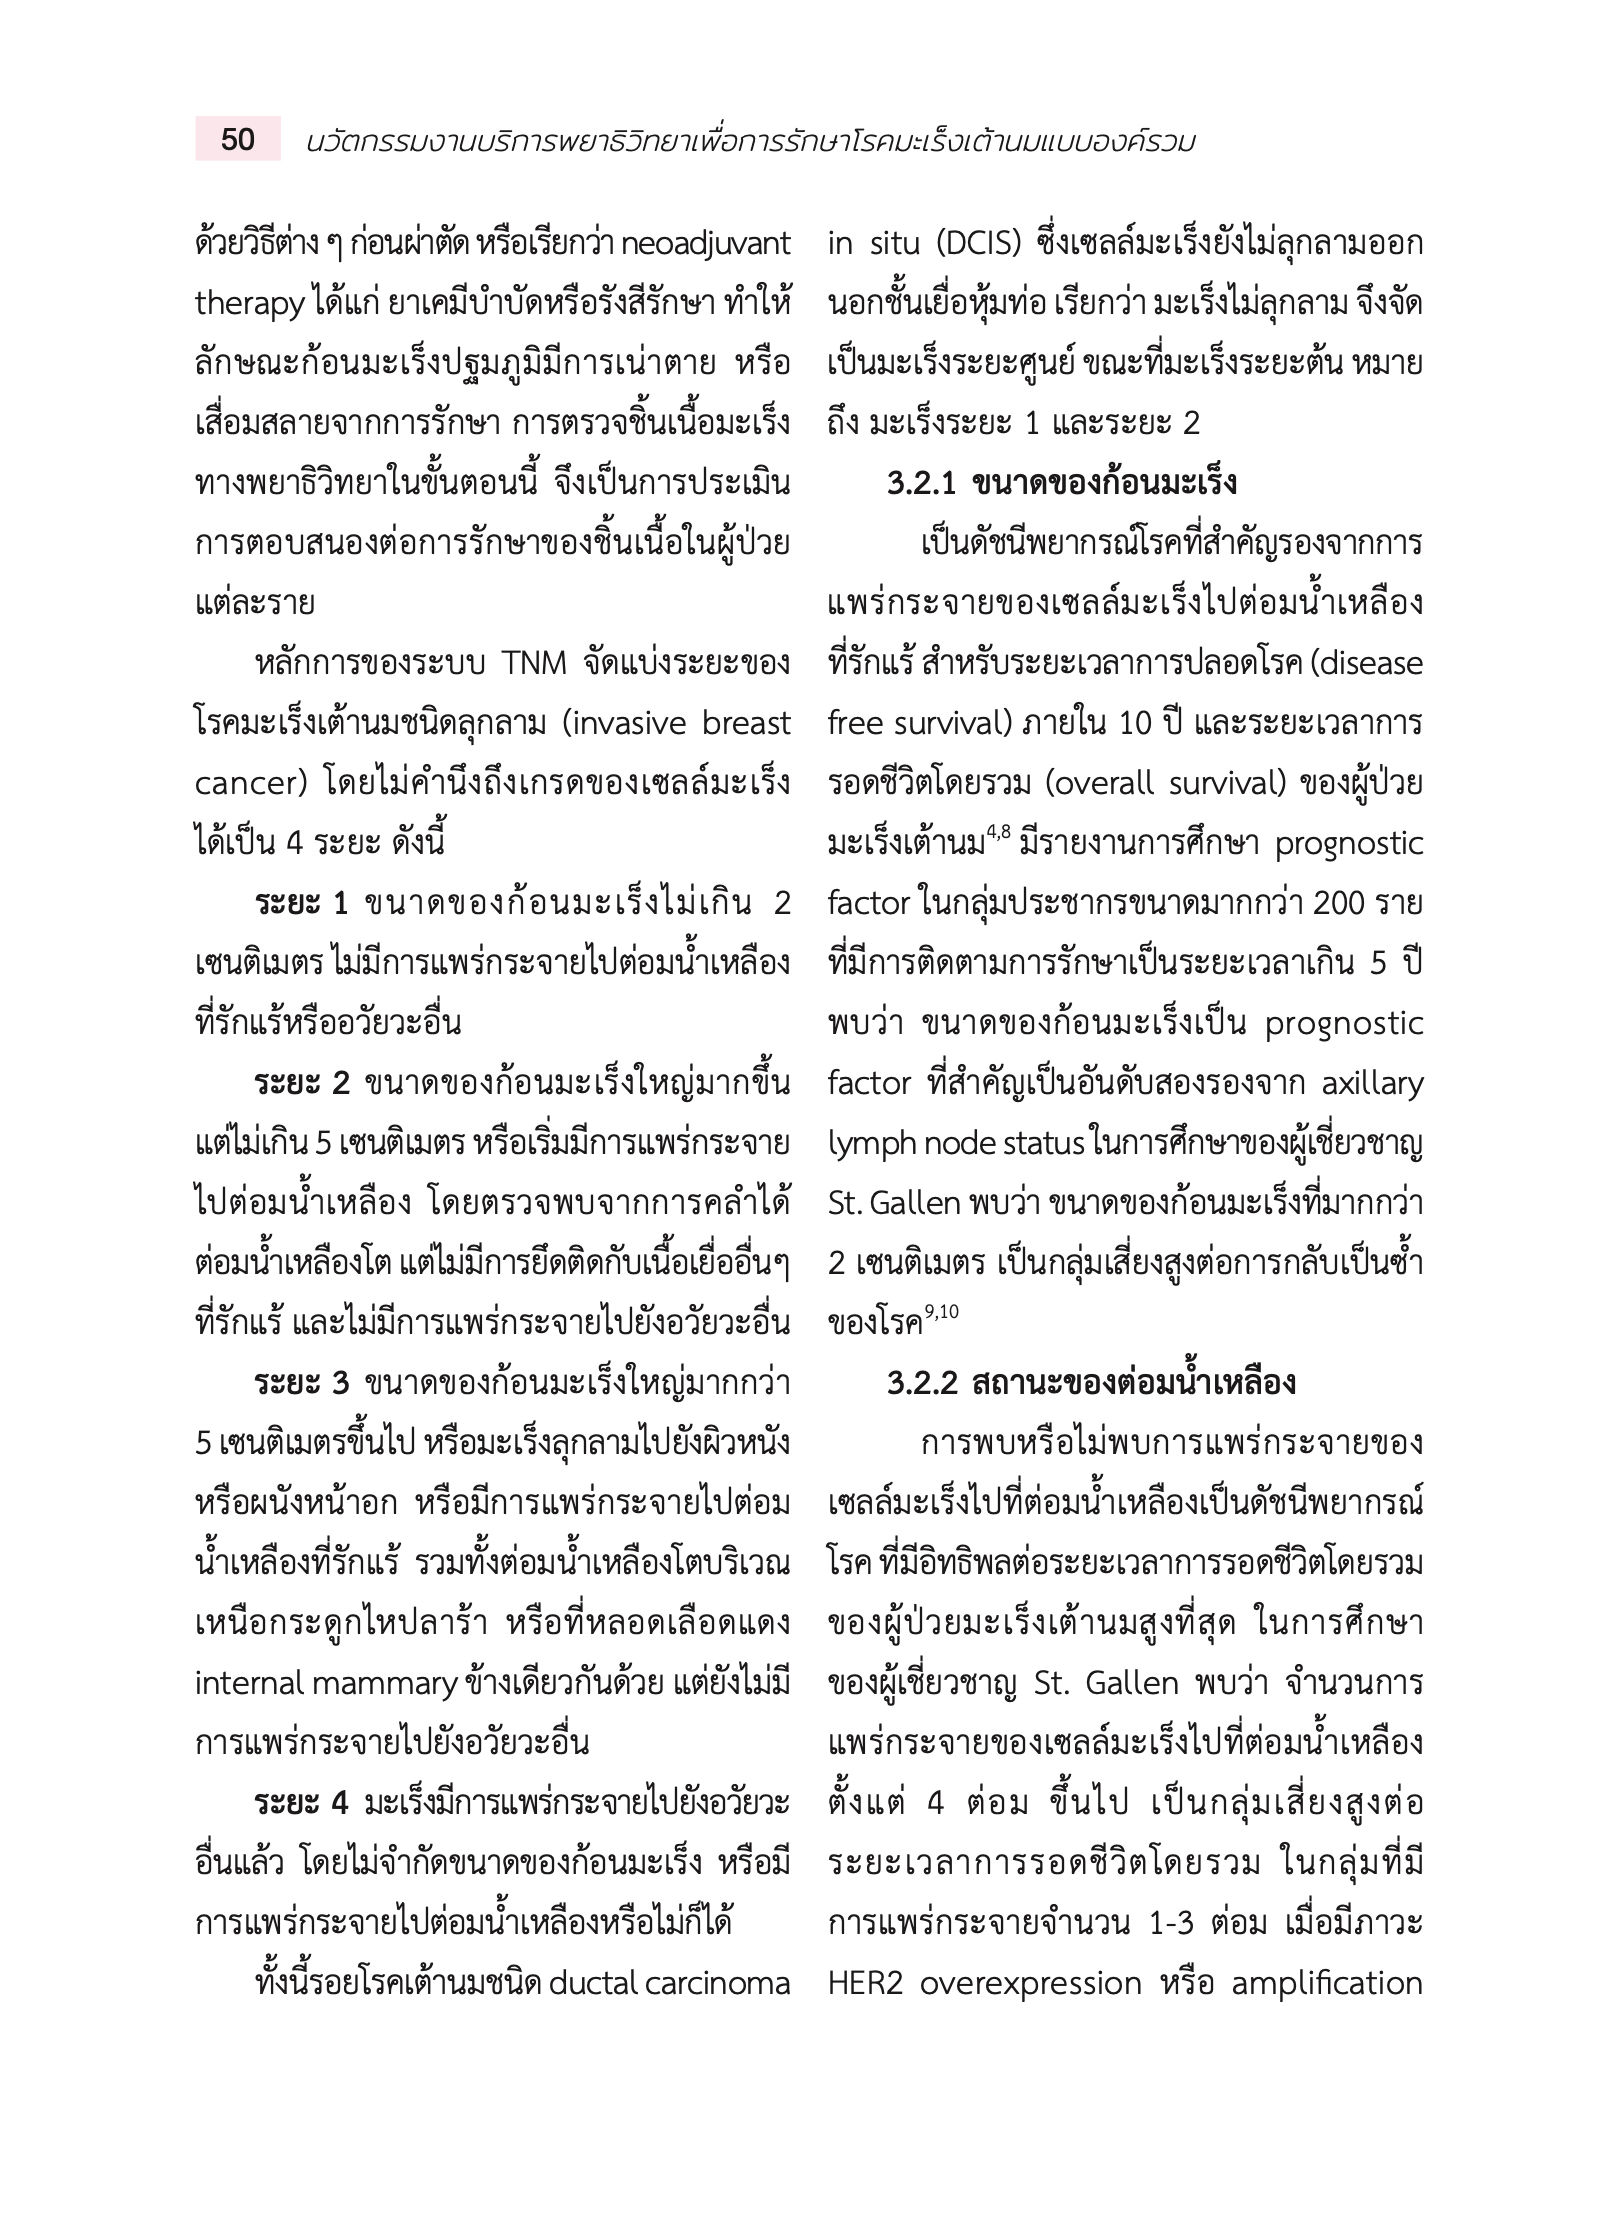 50 นวัตกรรมงานบริการพยาธิวิทยาเพื่อการรักษาโรคมะเร็งเต้านมแบบองค์รวม
ด้วยวิธีต่าง ๆ ก่อนผ่าตัด หรือเรียกว่า neoadjuvant
therapy ได้แก่ ยาเคมีบำบัดหรือรังสีรักษา ทำให้
ลักษณะก้อนมะเร็งปฐมภูมิมีการเน่าตาย หรือ
เสื่อมสลายจากการรักษา การตรวจชิ้นเนื้อมะเร็ง
ทางพยาธิวิทยาในขั้นตอนนี้ จึงเป็นการประเมิน
การตอบสนองต่อการรักษาของชิ้นเนื้อในผู้ป่วย
แต่ละราย
หลักการของระบบ TNM จัดแบ่งระยะของ
โรคมะเร็งเต้านมชนิดลุกลาม (invasive breast
cancer) โดยไม่คำนึงถึงเกรดของเซลล์มะเร็ง
ได้เป็น 4 ระยะ ดังนี้
ระยะ 1 ขนาดของก้อนมะเร็งไม่เกิน 2
เซนติเมตร ไม่มีการแพร่กระจายไปต่อมน้ำเหลือง
ที่รักแร้หรืออวัยวะอื่น
ระยะ 2 ขนาดของก้อนมะเร็งใหญ่มากขึ้น
แต่ไม่เกิน 5 เซนติเมตร หรือเริ่มมีการแพร่กระจาย
ไปต่อมน้ำเหลือง โดยตรวจพบจากการคลำได้
ต่อมน้ำเหลืองโต แต่ไม่มีการยึดติดกับเนื้อเยื่ออื่นๆ
ที่รักแร้ และไม่มีการแพร่กระจายไปยังอวัยวะอื่น
ระยะ 3 ขนาดของก้อนมะเร็งใหญ่มากกว่า
5 เซนติเมตรขึ้นไป หรือมะเร็งลุกลามไปยังผิวหนัง
หรือผนังหน้าอก หรือมีการแพร่กระจายไปต่อม
น้ำเหลืองที่รักแร้ รวมทั้งต่อมน้ำเหลืองโตบริเวณ
เหนือกระดูกไหปลาร้า หรือที่หลอดเลือดแดง
internal mammary ข้างเดียวกันด้วย แต่ยังไม่มี
การแพร่กระจายไปยังอวัยวะอื่น
ระยะ 4 มะเร็งมีการแพร่กระจายไปยังอวัยวะ
อื่นแล้ว โดยไม่จำกัดขนาดของก้อนมะเร็ง หรือมี
การแพร่กระจายไปต่อมน้ำเหลืองหรือไม่ก็ได้
ทั้งนี้รอยโรคเต้านมชนิด ductal carcinoma
in situ (DCIS) ซึ่งเซลล์มะเร็งยังไม่ลุกลามออก
นอกชั้นเยื่อหุ้มท่อ เรียกว่า มะเร็งไม่ลุกลาม จึงจัด
เป็นมะเร็งระยะศูนย์ ขณะที่มะเร็งระยะต้น หมาย
ถึง มะเร็งระยะ 1 และระยะ 2
3.2.1 ขนาดของก้อนมะเร็ง
เป็นดัชนีพยากรณ์โรคที่สำคัญรองจากการ
แพร่กระจายของเซลล์มะเร็งไปต่อมน้ำเหลือง
ที่รักแร้ สำหรับระยะเวลาการปลอดโรค (disease
free survival) ภายใน 10 ปี และระยะเวลาการ
รอดชีวิตโดยรวม (overall survival) ของผู้ป่วย
มะเร็งเต้านม4,8 มีรายงานการศึกษา prognostic
factor ในกลุ่มประชากรขนาดมากกว่า 200 ราย
ที่มีการติดตามการรักษาเป็นระยะเวลาเกิน 5 ปี
พบว่า ขนาดของก้อนมะเร็งเป็น prognostic
factor ที่สำคัญเป็นอันดับสองรองจาก axillary
lymph node status ในการศึกษาของผู้เชี่ยวชาญ
St. Gallen พบว่า ขนาดของก้อนมะเร็งที่มากกว่า
2 เซนติเมตร เป็นกลุ่มเสี่ยงสูงต่อการกลับเป็นซ้ำ
ของโรค9,10
3.2.2 สถานะของต่อมน้ำเหลือง
การพบหรือไม่พบการแพร่กระจายของ
เซลล์มะเร็งไปที่ต่อมน้ำเหลืองเป็นดัชนีพยากรณ์
โรค ที่มีอิทธิพลต่อระยะเวลาการรอดชีวิตโดยรวม
ของผู้ป่วยมะเร็งเต้านมสูงที่สุด ในการศึกษา
ของผู้เชี่ยวชาญ St. Gallen พบว่า จำนวนการ
แพร่กระจายของเซลล์มะเร็งไปที่ต่อมน้ำเหลือง
ตั้งแต่ 4 ต่อม ขึ้นไป เป็นกลุ่มเสี่ยงสูงต่อ
ระยะเวลาการรอดชีวิตโดยรวม ในกลุ่มที่มี
การแพร่กระจายจำนวน 1-3 ต่อม เมื่อมีภาวะ
HER2 overexpression หรือ amplification